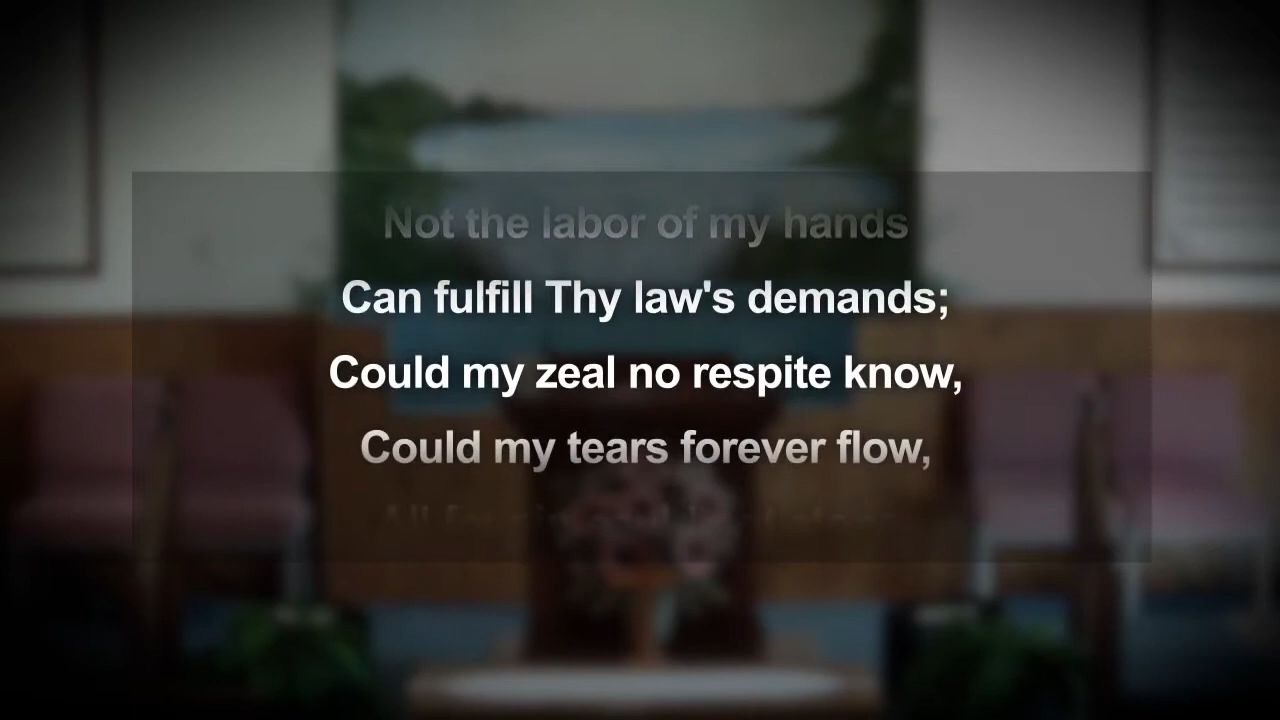 Not the labor of my hands
Can fulfill Thy law's demands;
Could my zeal no respite know,
Could my tears forever flow,